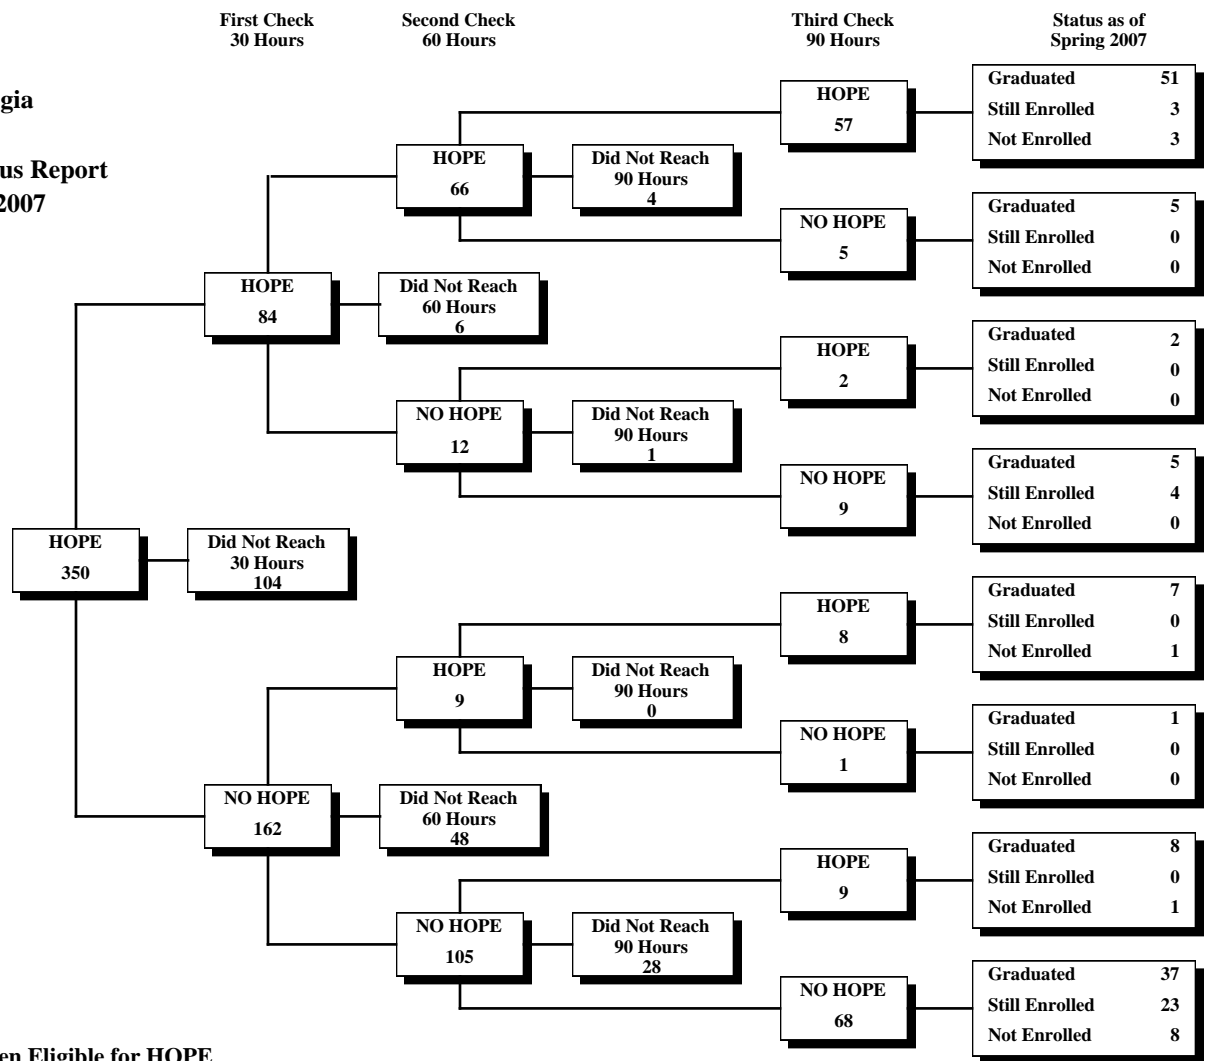 First Check
30 Hours
Second Check
60 Hours
Third Check
90 Hours
Status as of
Spring 2007
gia
us Report
2007
HOPE
57
Graduated 51
Still Enrolled 3
Not Enrolled 3
HOPE
66
Did Not Reach
90 Hours
4
NO HOPE
5
Graduated 5
Still Enrolled 0
Not Enrolled 0
HOPE
84
Did Not Reach
60 Hours
6
HOPE
2
Graduated 2
Still Enrolled 0
Not Enrolled 0
NO HOPE
12
Did Not Reach
90 Hours
1
NO HOPE
9
Graduated 5
Still Enrolled 4
Not Enrolled 0
HOPE
350
Did Not Reach
30 Hours
104
HOPE
8
Graduated 7
Still Enrolled 0
Not Enrolled 1
HOPE
9
Did Not Reach
90 Hours
0
NO HOPE
1
Graduated 1
Still Enrolled 0
Not Enrolled 0
NO HOPE
162
Did Not Reach
60 Hours
48
HOPE
9
Graduated 8
Still Enrolled 0
Not Enrolled 1
NO HOPE
105
Did Not Reach
90 Hours
28
NO HOPE
68
Graduated 37
Still Enrolled 23
Not Enrolled 8
en Eligible for HOPE